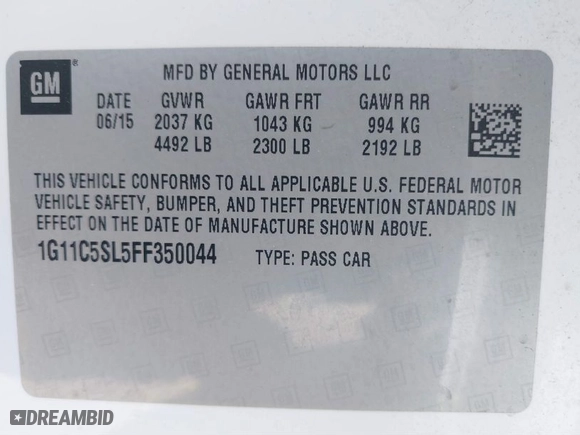 GM ®
MFD BY GENERAL MOTORS LLC
DATE GVWR GAWR FRT GAWR RR
06/15 2037 KG 1043 KG 994 KG
4492 LB 2300 LB 2192 LB
THIS VEHICLE CONFORMS TO ALL APPLICABLE U.S. FEDERAL MOTOR
VEHICLE SAFETY, BUMPER, AND THEFT PREVENTION STANDARDS IN
EFFECT ON THE DATE OF MANUFACTURE SHOWN ABOVE.
1G11C5SL5FF350044 TYPE: PASS CAR
DREAMBID